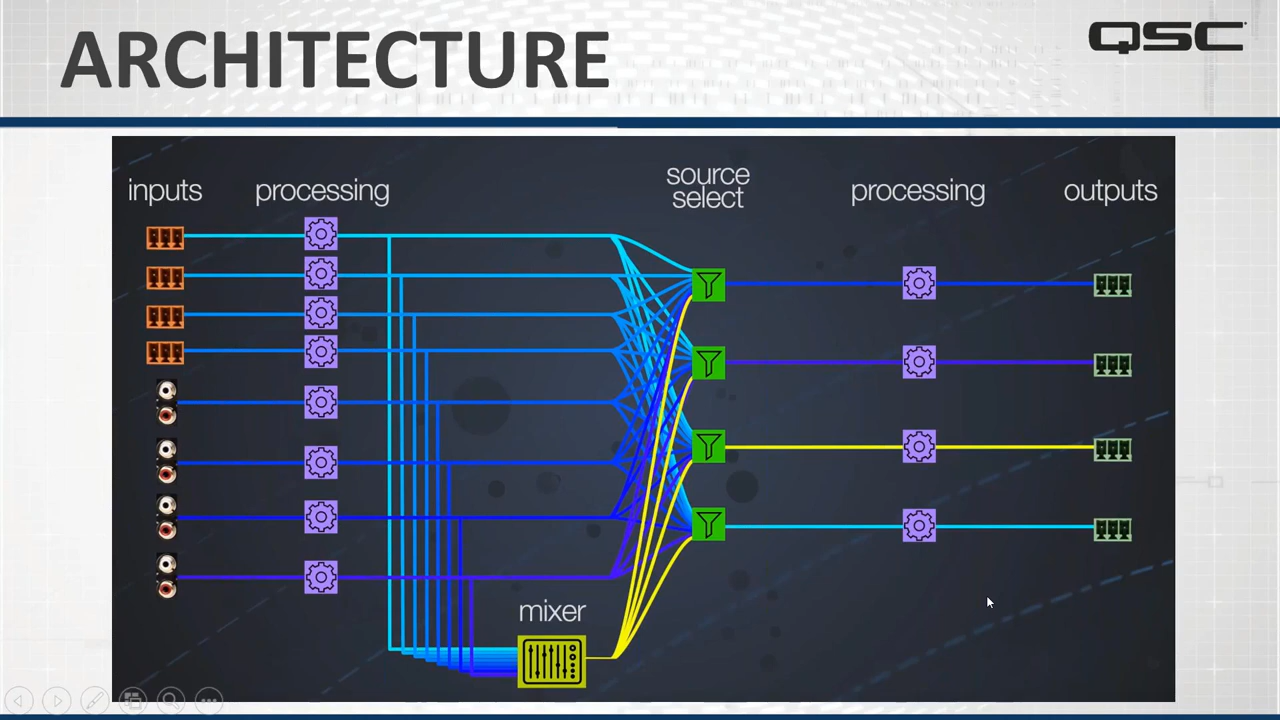 ARCHITECTURE
QSC
inputs
processing
source
select
processing
outputs
mixer